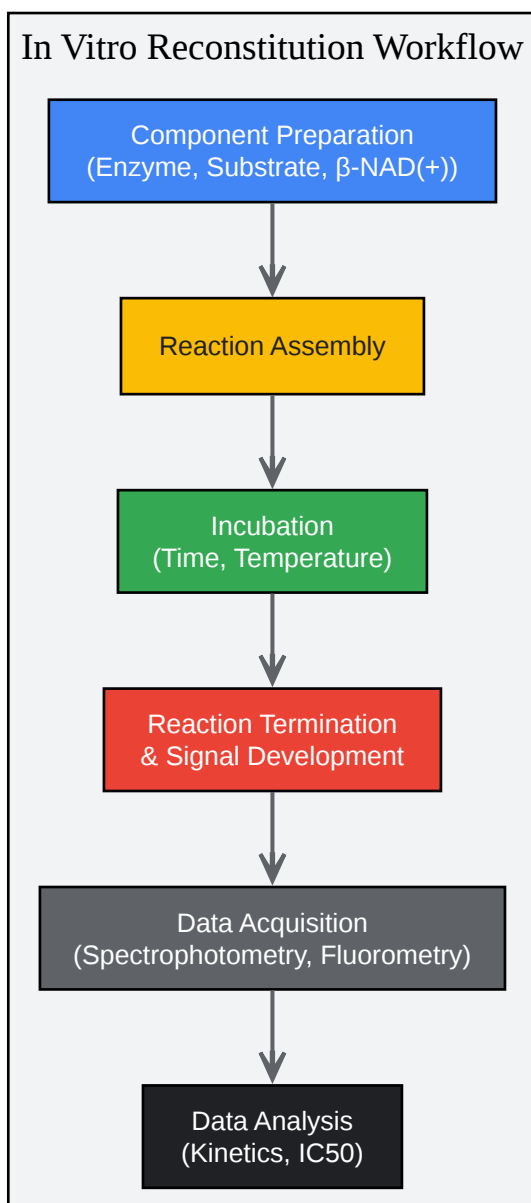 In Vitro Reconstitution Workflow
Component Preparation
(Enzyme, Substrate, β-NAD(+))
Reaction Assembly
Incubation
(Time, Temperature)
Reaction Termination
& Signal Development
Data Acquisition
(Spectrophotometry, Fluorometry)
Data Analysis
(Kinetics, IC50)